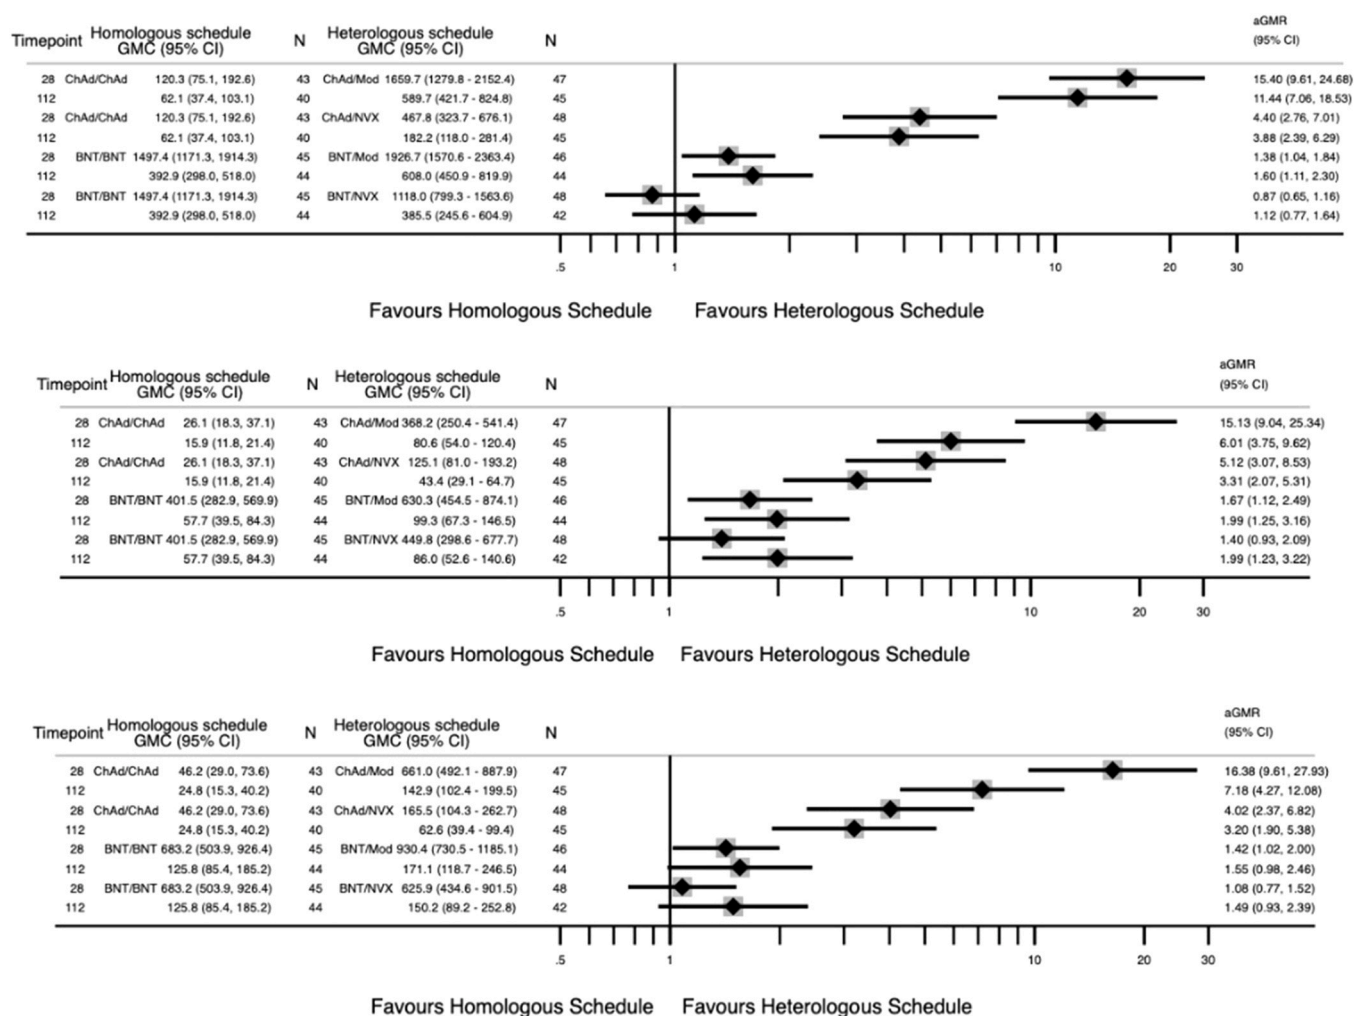 aGMR
Timepoint Homologous schedule GMC (95% CI) N Heterologous schedule GMC (95% CI) N (95% CI)
28 ChAd/ChAd 120.3 (75.1, 192.6) 43 ChAd/Mod 1659.7 (1279.8 - 2152.4) 47 15.40 (9.61, 24.68)
112 62.1 (37.4, 103.1) 40 589.7 (421.7 - 824.8) 45 11.44 (7.06, 18.53)
28 ChAd/ChAd 120.3 (75.1, 192.6) 43 ChAd/NVX 467.8 (323.7 - 676.1) 48 4.40 (2.76, 7.01)
112 62.1 (37.4, 103.1) 40 182.2 (118.0 - 281.4) 45 3.88 (2.39, 6.29)
28 BNT/BNT 1497.4 (1171.3, 1914.3) 45 BNT/Mod 1926.7 (1570.6 - 2363.4) 46 1.38 (1.04, 1.84)
112 392.9 (298.0, 518.0) 44 608.0 (450.9 - 819.9) 44 1.60 (1.11, 2.30)
28 BNT/BNT 1497.4 (1171.3, 1914.3) 45 BNT/NVX 1118.0 (799.3 - 1563.6) 48 0.87 (0.65, 1.16)
112 392.9 (298.0, 518.0) 44 385.5 (245.6 - 604.9) 42 1.12 (0.77, 1.64)
.5 1 10 20 30
Favours Homologous Schedule Favours Heterologous Schedule
aGMR
Timepoint Homologous schedule GMC (95% CI) N Heterologous schedule GMC (95% CI) N (95% CI)
28 ChAd/ChAd 26.1 (18.3, 37.1) 43 ChAd/Mod 368.2 (250.4 - 541.4) 47 15.13 (9.04, 25.34)
112 15.9 (11.8, 21.4) 40 80.6 (54.0 - 120.4) 45 6.01 (3.75, 9.62)
28 ChAd/ChAd 26.1 (18.3, 37.1) 43 ChAd/NVX 125.1 (81.0 - 193.2) 48 5.12 (3.07, 8.53)
112 15.9 (11.8, 21.4) 40 43.4 (29.1 - 64.7) 45 3.31 (2.07, 5.31)
28 BNT/BNT 401.5 (282.9, 569.9) 45 BNT/Mod 630.3 (454.5 - 874.1) 46 1.67 (1.12, 2.49)
112 57.7 (39.5, 84.3) 44 99.3 (67.3 - 146.5) 44 1.99 (1.25, 3.16)
28 BNT/BNT 401.5 (282.9, 569.9) 45 BNT/NVX 449.8 (298.6 - 677.7) 48 1.40 (0.93, 2.09)
112 57.7 (39.5, 84.3) 44 86.0 (52.6 - 140.6) 42 1.99 (1.23, 3.22)
.5 1 10 20 30
Favours Homologous Schedule Favours Heterologous Schedule
aGMR
Timepoint Homologous schedule GMC (95% CI) N Heterologous schedule GMC (95% CI) N (95% CI)
28 ChAd/ChAd 46.2 (29.0, 73.6) 43 ChAd/Mod 661.0 (492.1 - 887.9) 47 16.38 (9.61, 27.93)
112 24.8 (15.3, 40.2) 40 142.9 (102.4 - 199.5) 45 7.18 (4.27, 12.08)
28 ChAd/ChAd 46.2 (29.0, 73.6) 43 ChAd/NVX 165.5 (104.3 - 262.7) 48 4.02 (2.37, 6.82)
112 24.8 (15.3, 40.2) 40 62.6 (39.4 - 99.4) 45 3.20 (1.90, 5.38)
28 BNT/BNT 683.2 (503.9, 926.4) 45 BNT/Mod 930.4 (730.5 - 1185.1) 46 1.42 (1.02, 2.00)
112 125.8 (85.4, 185.2) 44 171.1 (118.7 - 246.5) 44 1.55 (0.98, 2.46)
28 BNT/BNT 683.2 (503.9, 926.4) 45 BNT/NVX 625.9 (434.6 - 901.5) 48 1.08 (0.77, 1.52)
112 125.8 (85.4, 185.2) 44 150.2 (89.2 - 252.8) 42 1.49 (0.93, 2.39)
.5 1 10 20 30
Favours Homologous Schedule Favours Heterologous Schedule